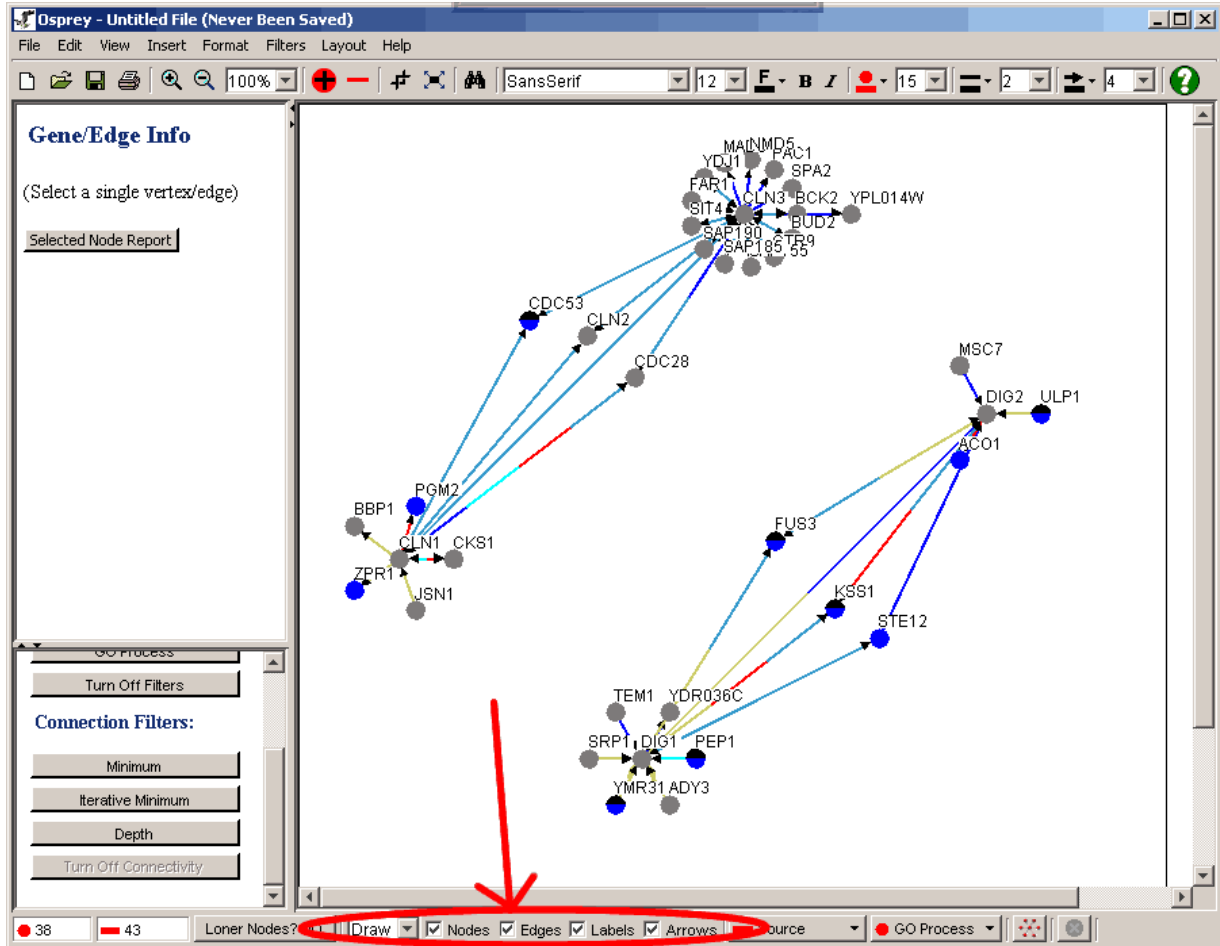 Osprey - Untitled File (Never Been Saved)
File Edit View Insert Format Filters Layout Help
100% SansSerif 12 F B I 15 2 4 ?
Gene/Edge Info
(Select a single vertex/edge)
Selected Node Report
NMD5
YDJ1 PAC1
SPA2
FAR1
CLN3 BCK2 YPL014W
SIT4
BUD2
SAP190
SAP185
CDC53
CLN2
CDC28
MSC7
DIG2 ULP1
ACO1
PGM2
BBP1
FUS3
CLN1 CKS1
ZPR1
JSN1
KSS1
STE12
GO Process
Turn Off Filters
Connection Filters:
Minimum
Iterative Minimum
Depth
Turn Off Connectivity
TEM1 YDR036C
SRP1 DIG1 PEP1
YMR31 ADY3
38 43 Loner Nodes? Draw Nodes Edges Labels Arrows GO Process